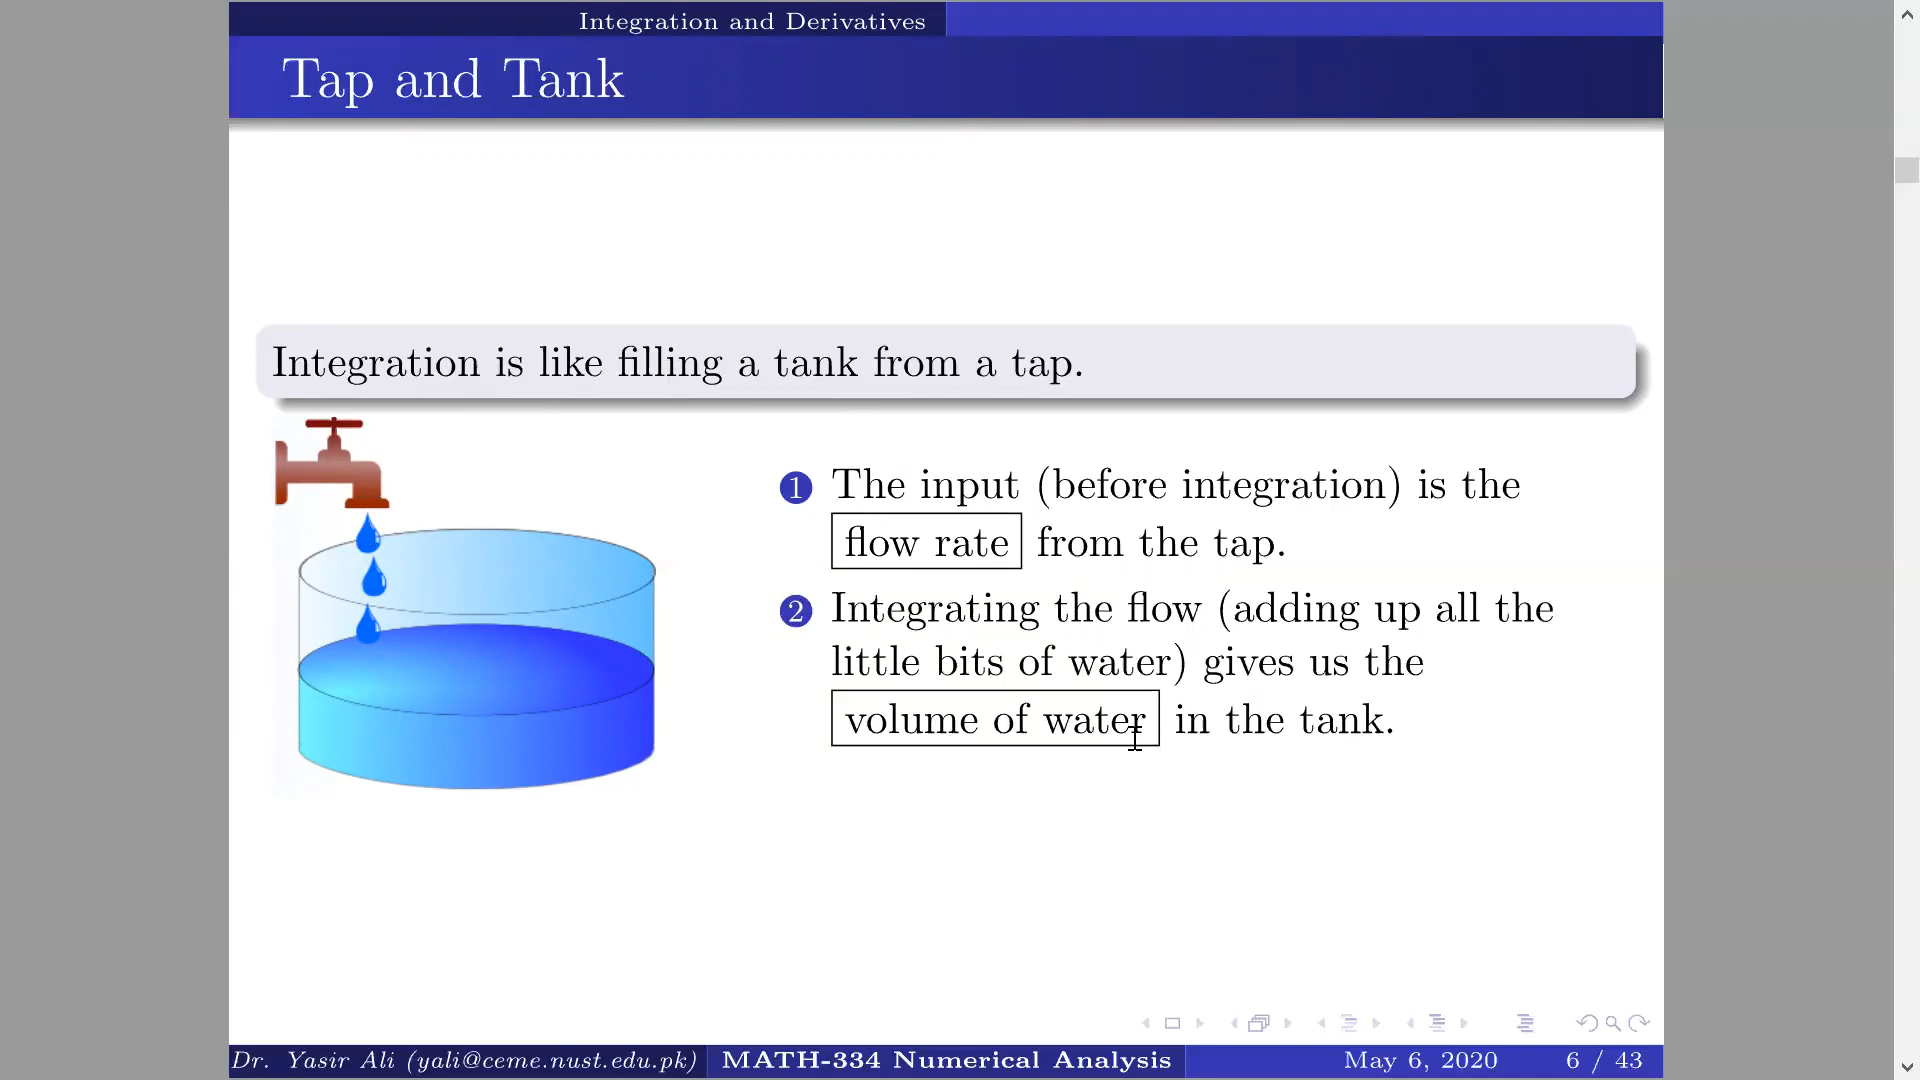 Integration and Derivatives
Tap and Tank
Integration is like filling a tank from a tap.
1 The input (before integration) is the
flow rate from the tap.
2 Integrating the flow (adding up all the
little bits of water) gives us the
volume of water in the tank.
Dr. Yasir Ali (yali@ceme.nust.edu.pk) MATH-334 Numerical Analysis May 6, 2020 6 / 43